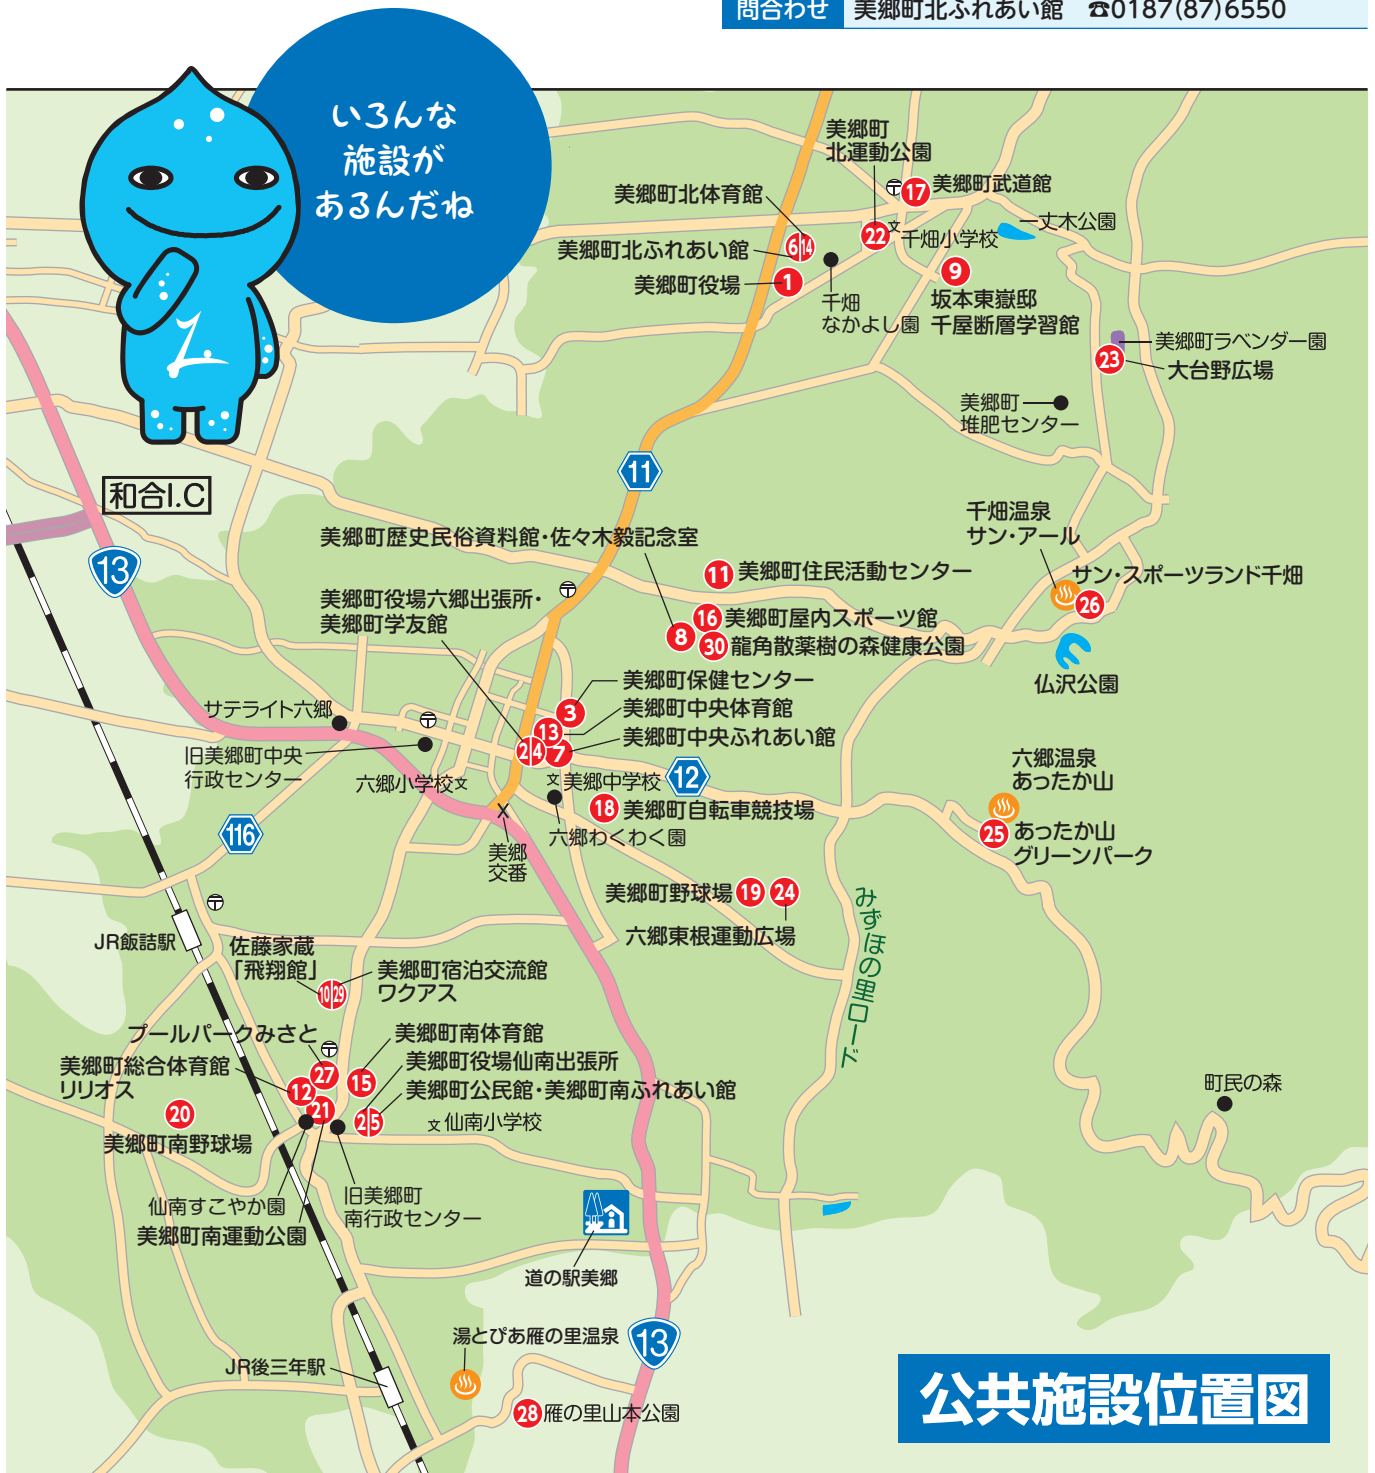 問合わせ 美郷町北ふれあい館 ☎0187(87)6550
いろんな
施設が
あるんだね
美郷町
北運動公園
17 美郷町武道館
美郷町北体育館
一丈木公園
22
文
千畑小学校
美郷町北ふれあい館
6 14
9
美郷町役場
1
千畑
なかよし園
坂本東嶽邸
千屋断層学習館
美郷町ラベンダー園
23
大台野広場
美郷町
堆肥センター
11
和合I.C
13
千畑温泉
サン・アール
美郷町歴史民俗資料館・佐々木毅記念室
11 美郷町住民活動センター
サン・スポーツランド千畑
26
美郷町役場六郷出張所・
美郷町学友館
16 美郷町屋内スポーツ館
8
30 龍角散薬樹の森健康公園
仏沢公園
美郷町保健センター
3
美郷町中央体育館
13
美郷町中央ふれあい館
2 4
7
サテライト六郷
旧美郷町中央
行政センター
六郷小学校文
文美郷中学校
12
六郷温泉
あったか山
18 美郷町自転車競技場
25 あったか山
グリーンパーク
116
六郷わくわく園
X
美郷
交番
美郷町野球場 19 24
六郷東根運動広場
みずほの里ロード
JR飯詰駅
佐藤家蔵
「飛翔館」
10 29
美郷町宿泊交流館
ワクアス
プールパークみさと
美郷町南体育館
27
15
美郷町役場仙南出張所
美郷町総合体育館
リリオス
12
美郷町公民館・美郷町南ふれあい館
21
2 5
文 仙南小学校
町民の森
20
美郷町南野球場
仙南すこやか園
旧美郷町
南行政センター
美郷町南運動公園
道の駅美郷
湯とぴあ雁の里温泉
13
JR後三年駅
28 雁の里山本公園
公共施設位置図